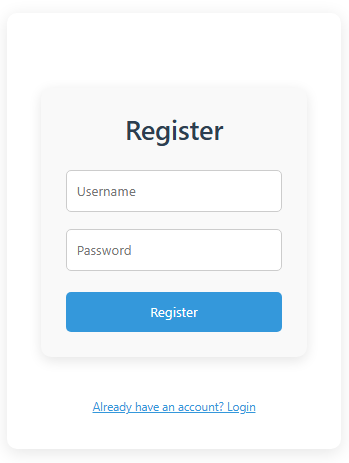 Register
Username
Password
Register
Already have an account? Login